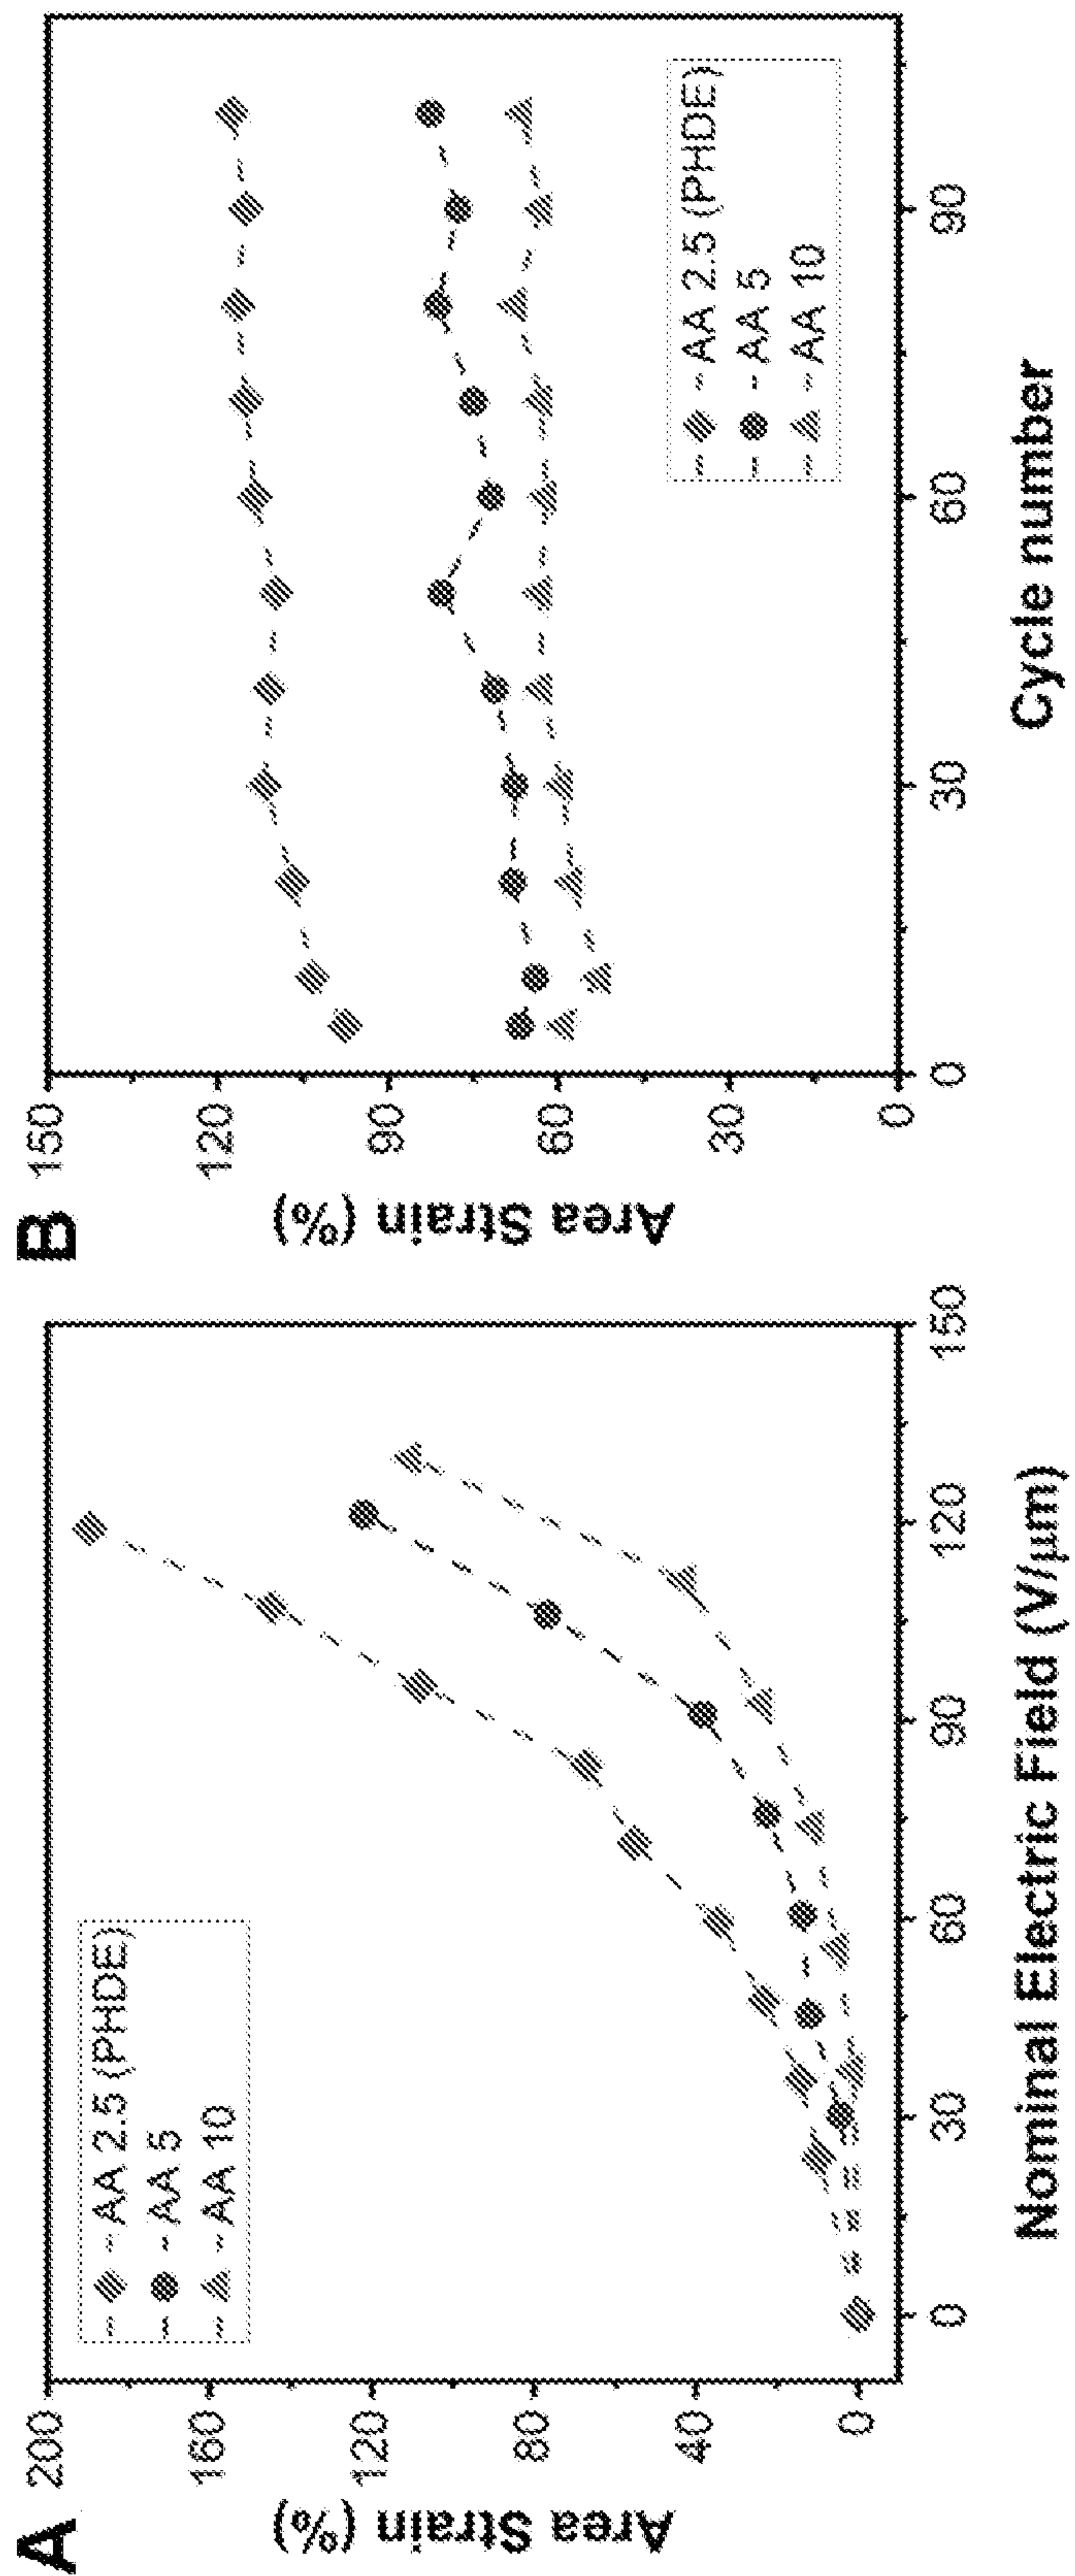 A
Area Strain (%)
200
160
120
80
40
0
AA 2.5 (PHDE)
AA 5
AA 10
0
30
60
90
120
150
Nominal Electric Field (V/μm)
B
Area Strain (%)
150
120
90
60
30
0
AA 2.5 (PHDE)
AA 5
AA 10
0
30
60
90
Cycle number